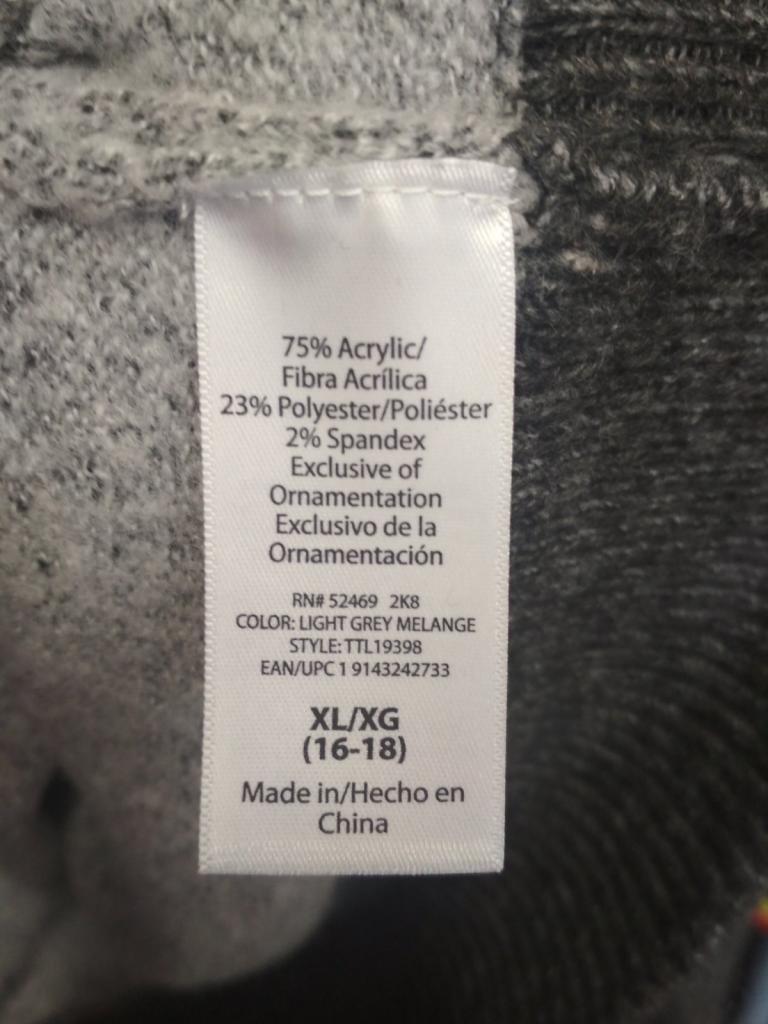 75% Acrylic/
Fibra Acrílica
23% Polyester/Poliéster
2% Spandex
Exclusive of
Ornamentation
Exclusivo de la
Ornamentación
RN# 52469 2K8
COLOR: LIGHT GREY MELANGE
STYLE: TTL19398
EAN/UPC 1 9143242733
XL/XG
(16-18)
Made in/Hecho en
China